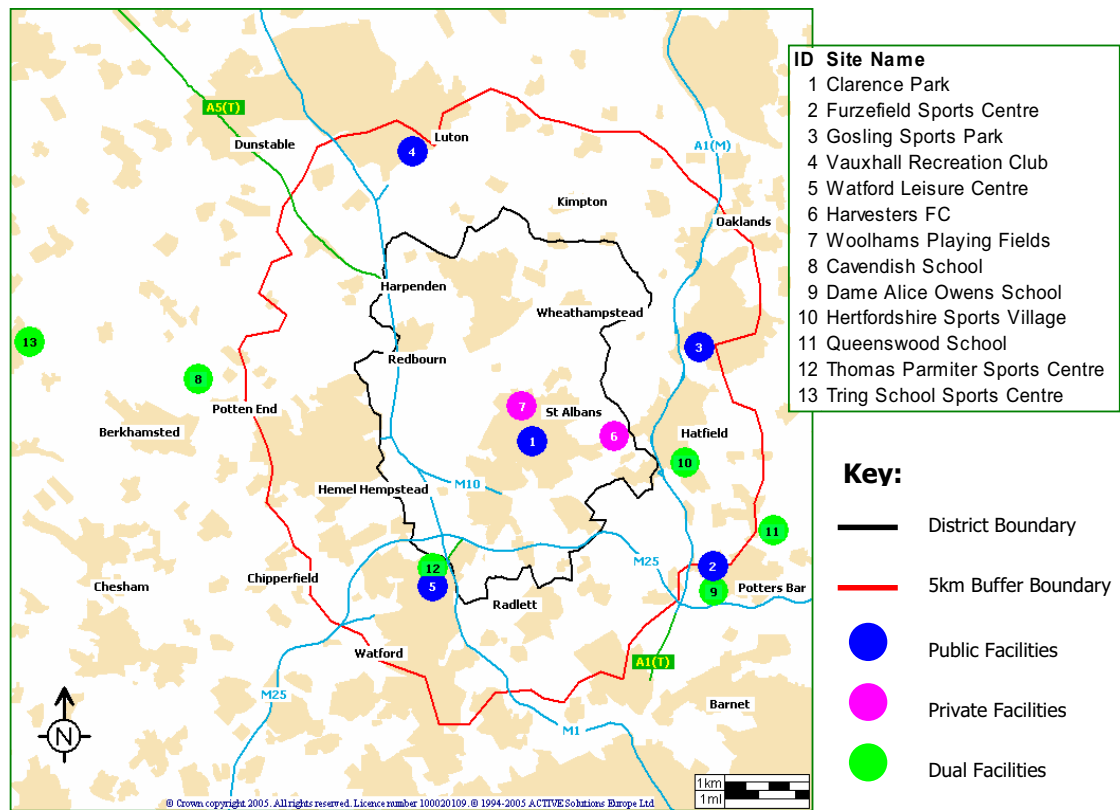 ID Site Name
1 Clarence Park
2 Furzefield Sports Centre
3 Gosling Sports Park
4 Vauxhall Recreation Club
5 Watford Leisure Centre
6 Harvesters FC
7 Woolhams Playing Fields
8 Cavendish School
9 Dame Alice Owens School
10 Hertfordshire Sports Village
11 Queenswood School
12 Thomas Parmiter Sports Centre
13 Tring School Sports Centre
A5(T)
Dunstable
Luton
4
A1(M)
Kimpton
Oaklands
Harpenden
Wheathampstead
13
Redbourn
3
8
Potten End
7
St Albans
Berkhamsted
1
6
Hatfield
10
Hemel Hempstead
M10
11
M25
12
2
Chesham
Chipperfield
5
Radlett
9
Potters Bar
Watford
A1(T)
M25
Barnet
M1
N
1km
1ml
© Crown copyright 2005. All rights reserved. Licence number 100020109. © 1994-2005 ACTIVE Solutions Europe Ltd
Key:
District Boundary
5km Buffer Boundary
Public Facilities
Private Facilities
Dual Facilities